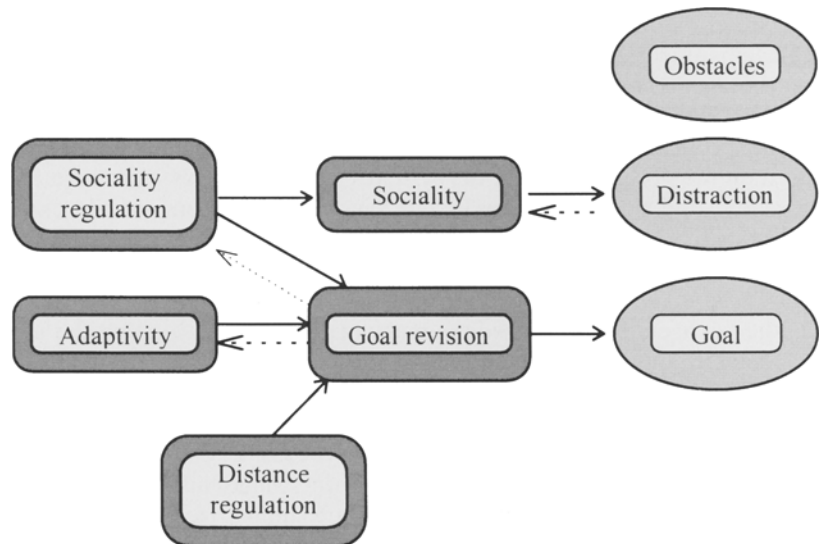 Obstacles
Sociality
regulation
Sociality
Distraction
Adaptivity
Goal revision
Goal
Distance
regulation